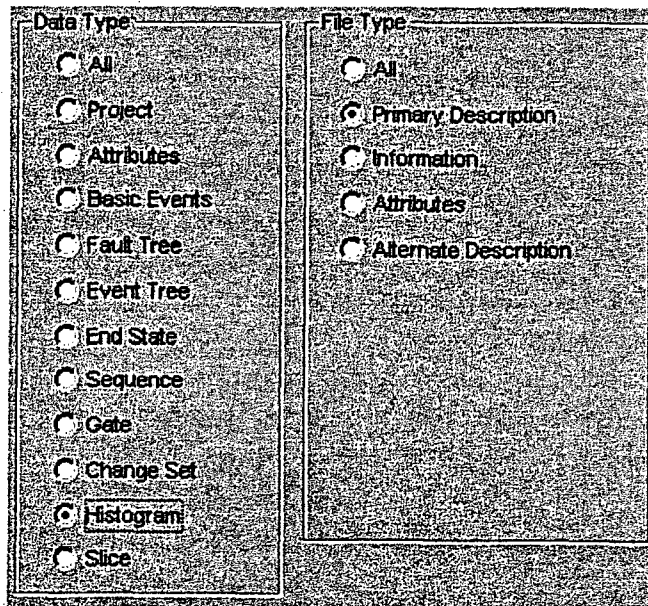 Data Type
All
Project
Attributes
Basic Events
Fault Tree
Event Tree
End State
Sequence
Gate
Change Set
Histogram
Slice
File Type
All
Primary Description
Information
Attributes
Alternate Description